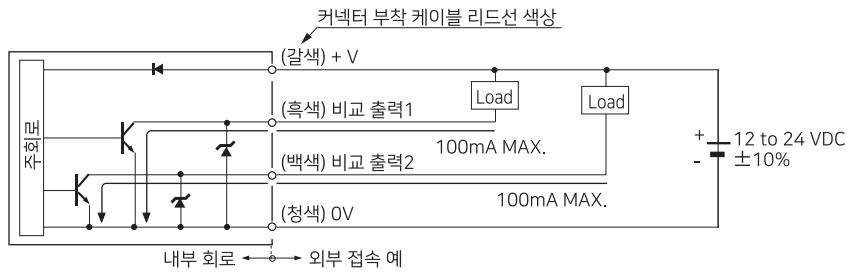 커넥터 부착 케이블 리드선 색상
(갈색) + V
주회로
(흑색) 비교 출력1
Load
Load
100mA MAX.
(백색) 비교 출력2
100mA MAX.
(청색) 0V
+
-
12 to 24 VDC
±10%
내부 회로
외부 접속 예